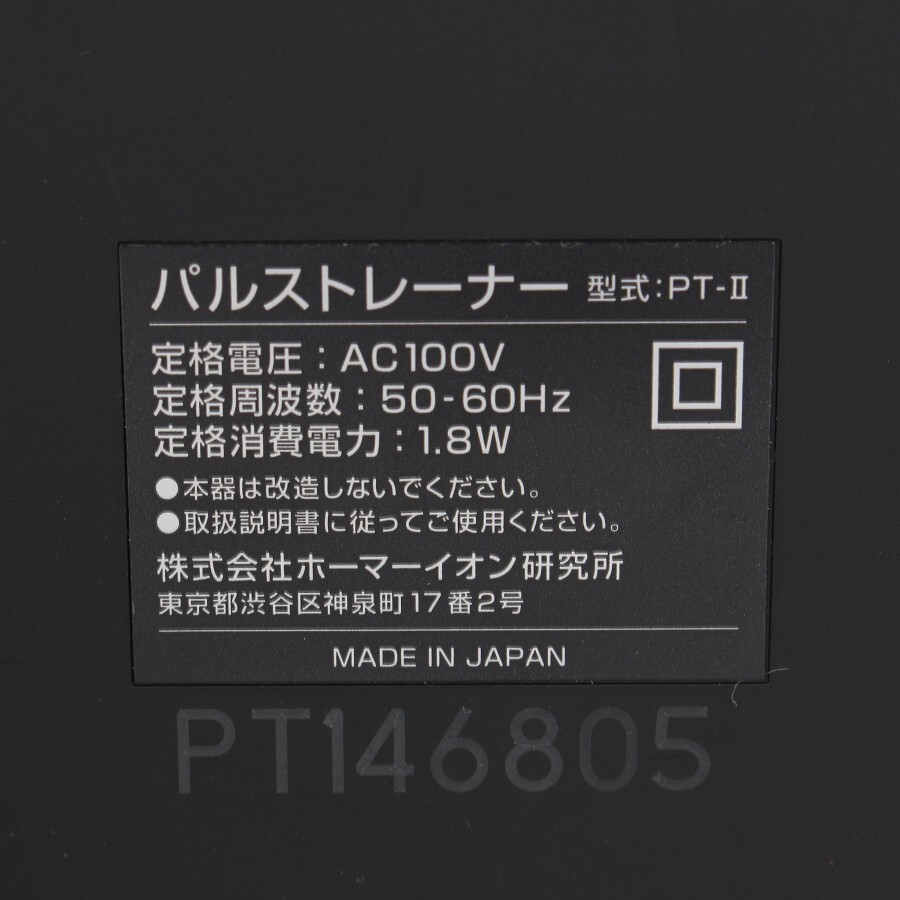 パルストレーナー 型式:PT-Ⅱ
定格電圧:AC100V
定格周波数:50-60Hz
定格消費電力:1.8W
●本器は改造しないでください。
●取扱説明書に従ってご使用ください。
株式会社ホーマーイオン研究所
東京都渋谷区神泉町17番2号
MADE IN JAPAN
PT146805